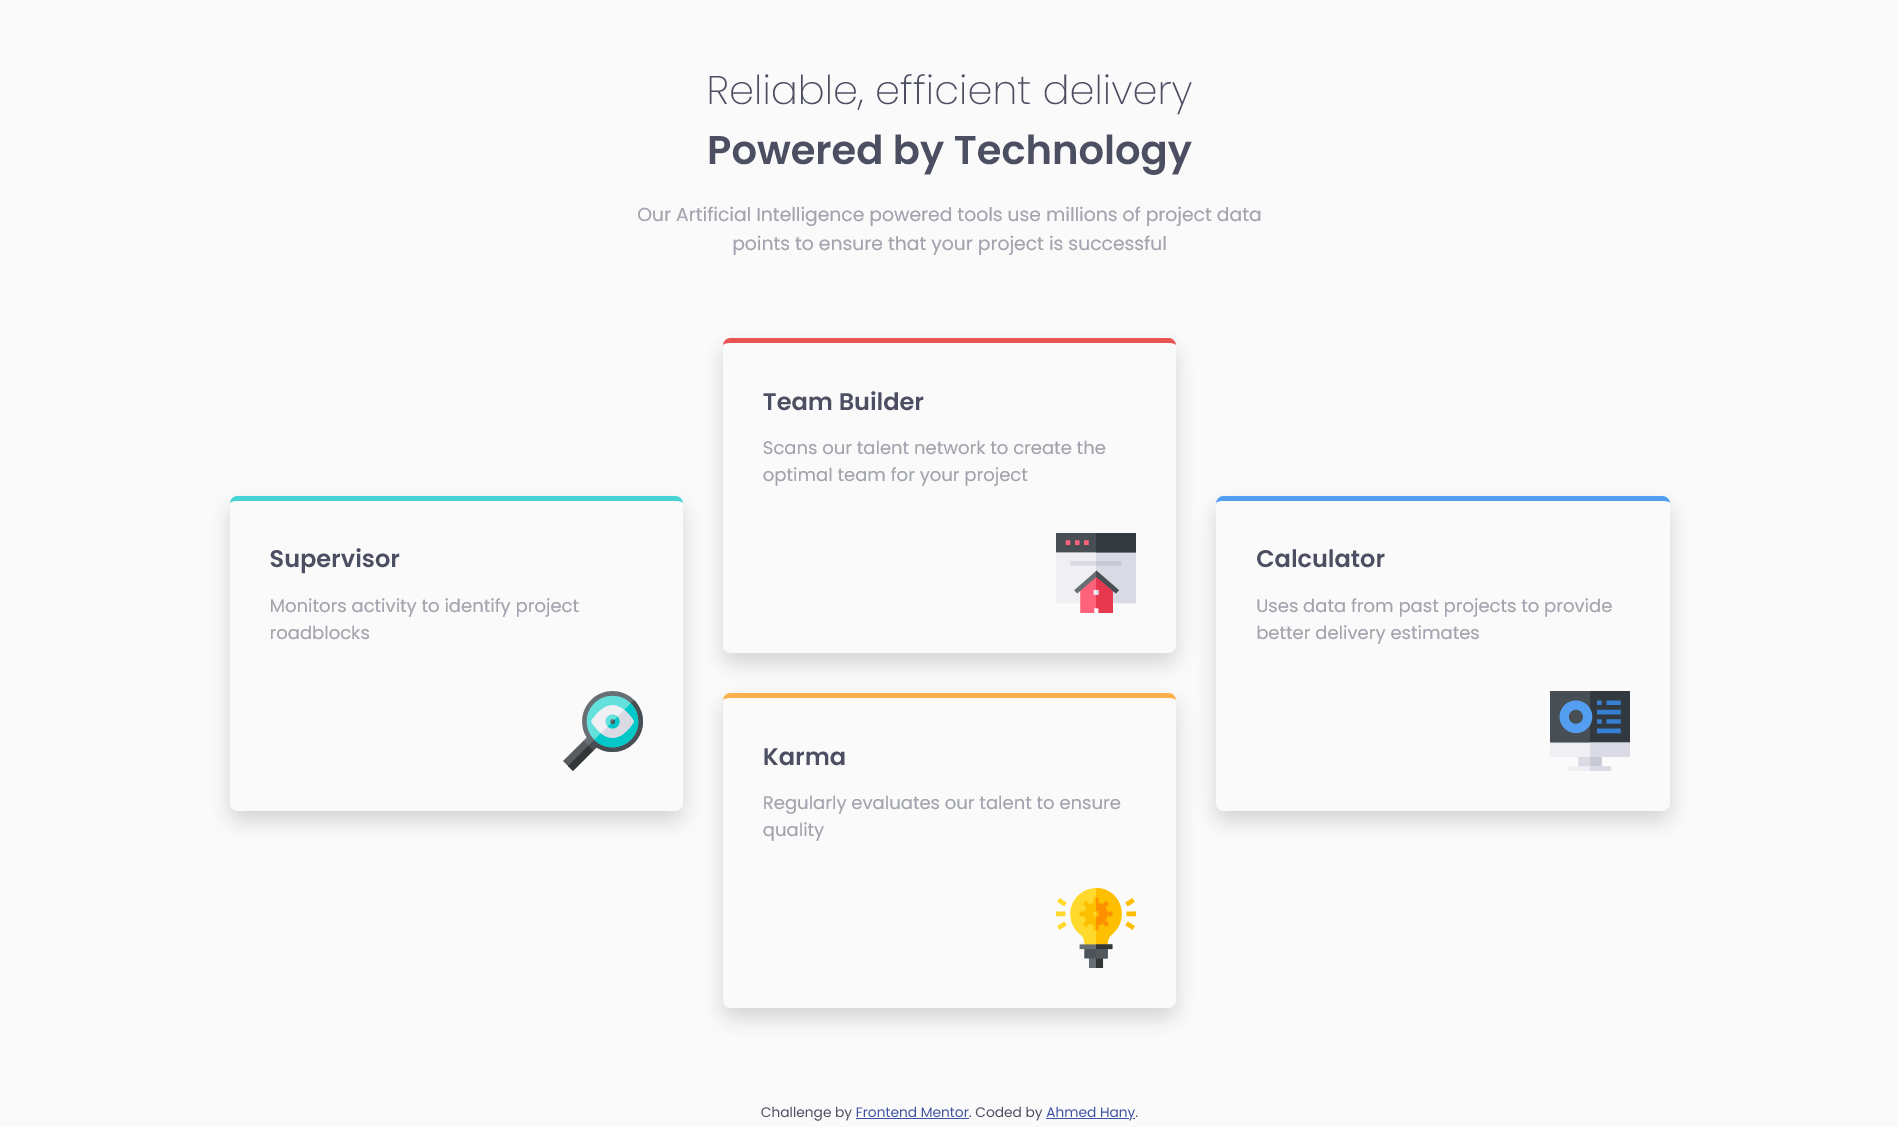 Reliable, efficient delivery
Powered by Technology
Our Artificial Intelligence powered tools use millions of project data
points to ensure that your project is successful
Supervisor
Monitors activity to identify project
roadblocks
Team Builder
Scans our talent network to create the
optimal team for your project
Karma
Regularly evaluates our talent to ensure
quality
Calculator
Uses data from past projects to provide
better delivery estimates
Challenge by Frontend Mentor. Coded by Ahmed Hany.